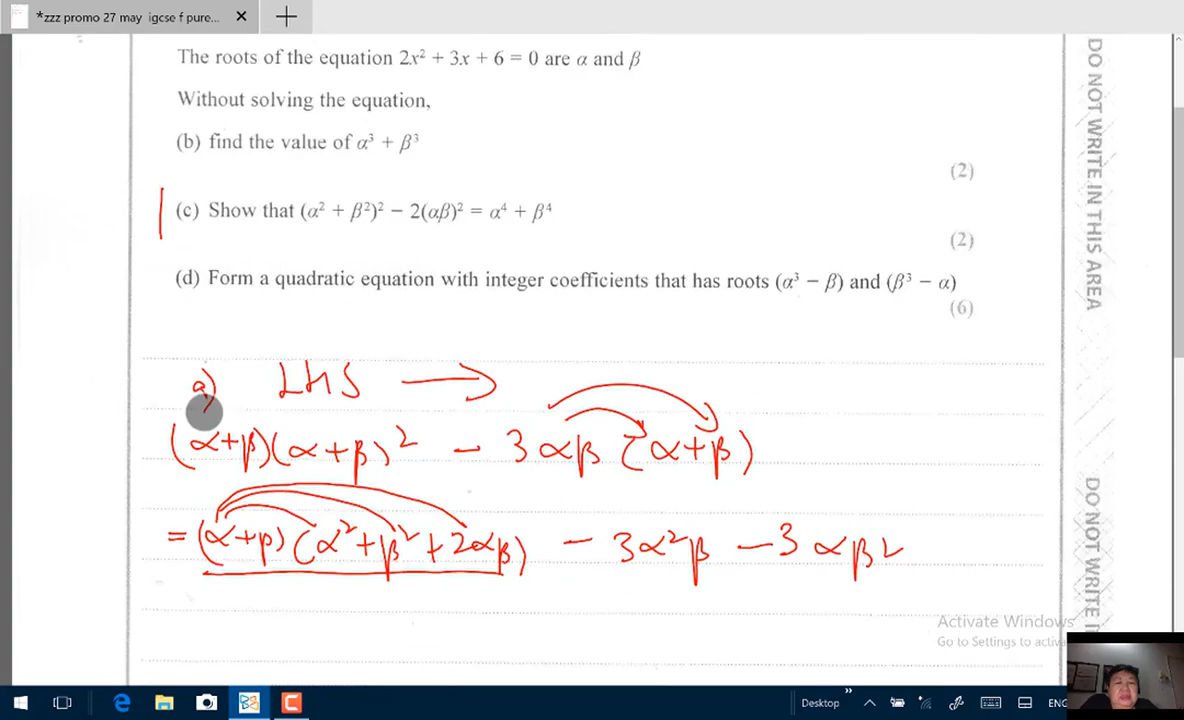 *zzz promo 27 may igcse f pure...
The roots of the equation 2x² + 3x + 6 = 0 are α and β
Without solving the equation,
(b) find the value of α³ + β³
(2)
(c) Show that (α² + β²)² − 2(αβ)² = α⁴ + β⁴
(2)
(d) Form a quadratic equation with integer coefficients that has roots (α³ − β) and (β³ − α)
(6)
a) LHS →
(α+β)(α+β)² − 3αβ (α+β)
= (α+β)(α²+β²+2αβ) − 3α²β − 3αβ²
DO NOT WRITE IN THIS AREA
DO NOT WRITE
Activate Windows
Go to Settings to activa
Desktop
ENG